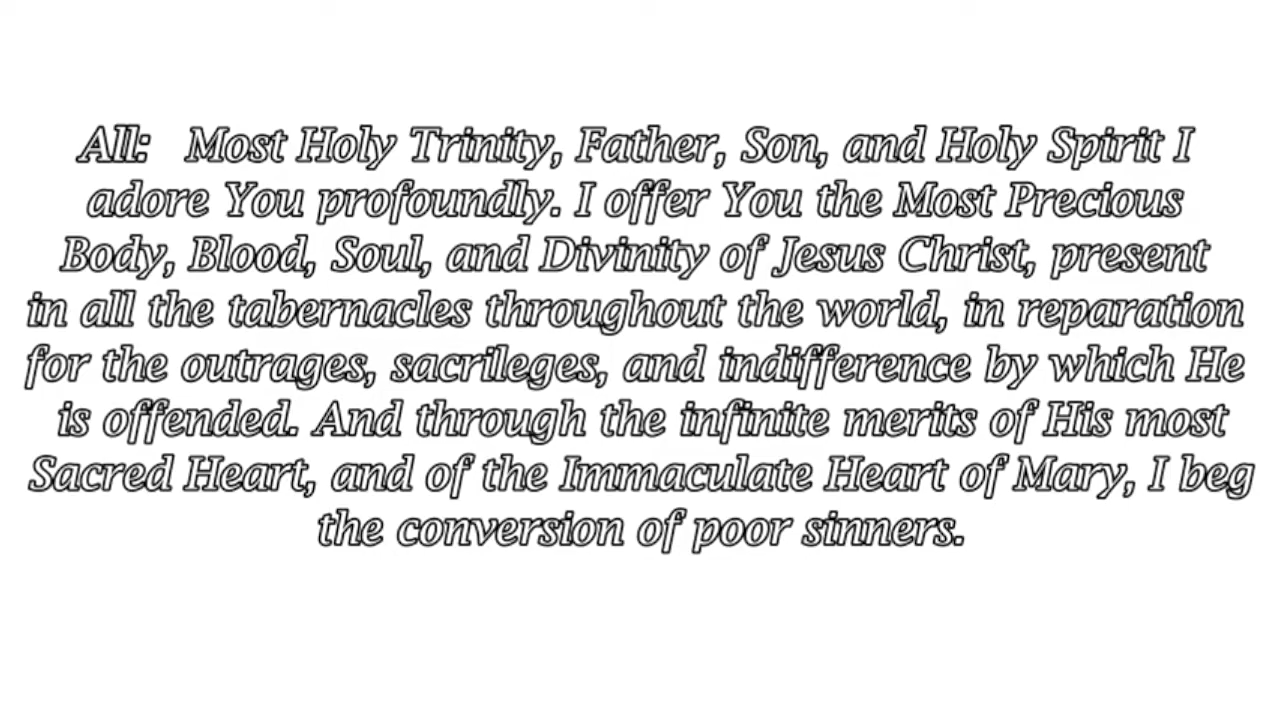 All: Most Holy Trinity, Father, Son, and Holy Spirit I
adore You profoundly. I offer You the Most Precious
Body, Blood, Soul, and Divinity of Jesus Christ, present
in all the tabernacles throughout the world, in reparation
for the outrages, sacrileges, and indifference by which He
is offended. And through the infinite merits of His most
Sacred Heart, and of the Immaculate Heart of Mary, I beg
the conversion of poor sinners.